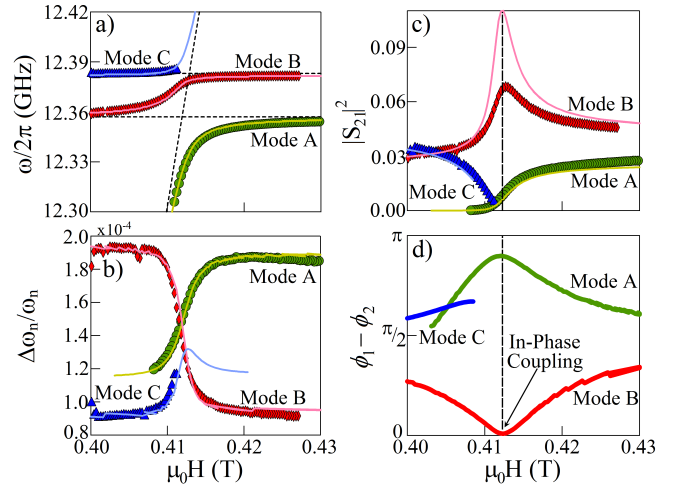 a)
12.42
12.39
12.36
12.33
12.30
ω/2π (GHz)
Mode C
Mode B
Mode A
x10⁻⁴
b)
2.0
1.8
1.6
1.4
1.2
1.0
0.8
Δωₙ/ωₙ
Mode A
Mode C
Mode B
0.40 0.41 0.42 0.43
μ₀H (T)
c)
0.09
0.06
0.03
0.00
|S₂₁|²
Mode B
Mode A
Mode C
d)
π
π/2
0
ϕ₁ − ϕ₂
Mode A
Mode C
In-Phase
Coupling
Mode B
0.40 0.41 0.42 0.43
μ₀H (T)